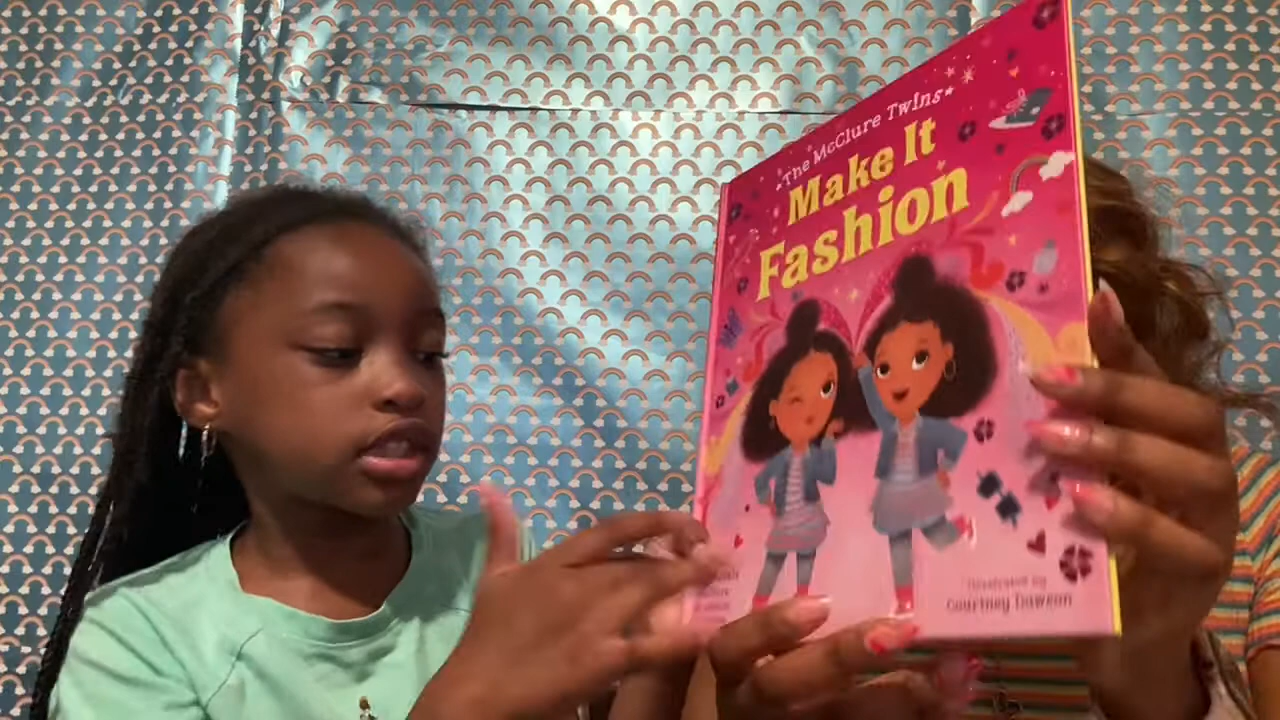 The McClure Twins
Make It
Fashion
Illustrated by
Courtney Dawson